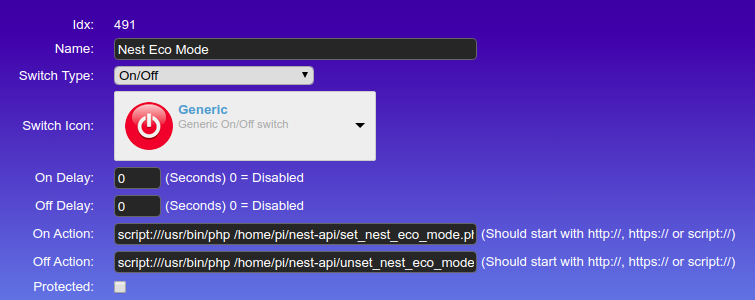 Idx: 491
Name: Nest Eco Mode
Switch Type: On/Off
Switch Icon: Generic
Generic On/Off switch
On Delay: 0 (Seconds) 0 = Disabled
Off Delay: 0 (Seconds) 0 = Disabled
On Action: script:///usr/bin/php /home/pi/nest-api/set_nest_eco_mode.ph (Should start with http://, https:// or script://)
Off Action: script:///usr/bin/php /home/pi/nest-api/unset_nest_eco_mode (Should start with http://, https:// or script://)
Protected: